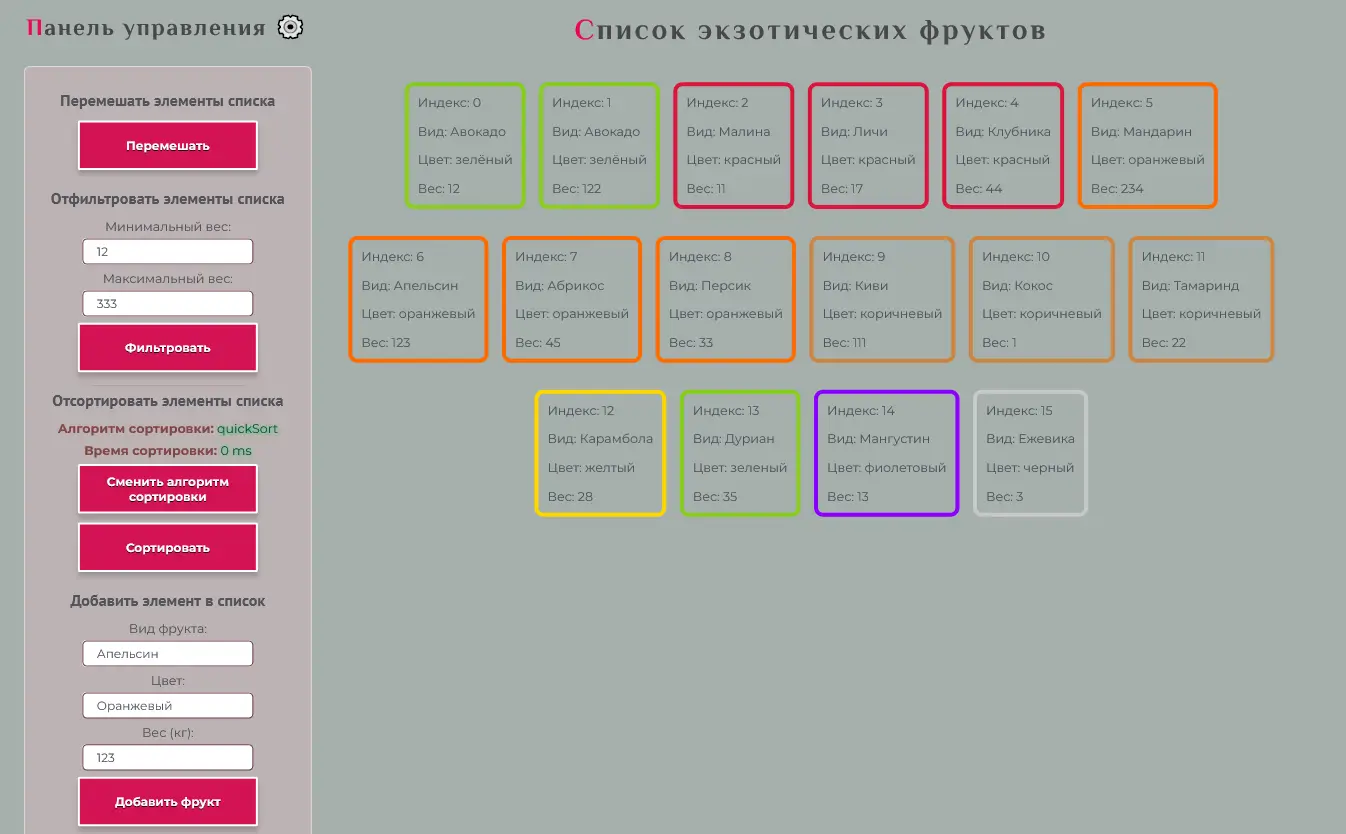 Панель управления
Перемешать элементы списка
Перемешать
Отфильтровать элементы списка
Минимальный вес:
12
Максимальный вес:
333
Фильтровать
Отсортировать элементы списка
Алгоритм сортировки: quickSort
Время сортировки: 0 ms
Сменить алгоритм
сортировки
Сортировать
Добавить элемент в список
Вид фрукта:
Апельсин
Цвет:
Оранжевый
Вес (кг):
123
Добавить фрукт
Список экзотических фруктов
Индекс: 0
Вид: Авокадо
Цвет: зелёный
Вес: 12
Индекс: 1
Вид: Авокадо
Цвет: зелёный
Вес: 122
Индекс: 2
Вид: Малина
Цвет: красный
Вес: 11
Индекс: 3
Вид: Личи
Цвет: красный
Вес: 17
Индекс: 4
Вид: Клубника
Цвет: красный
Вес: 44
Индекс: 5
Вид: Мандарин
Цвет: оранжевый
Вес: 234
Индекс: 6
Вид: Апельсин
Цвет: оранжевый
Вес: 123
Индекс: 7
Вид: Абрикос
Цвет: оранжевый
Вес: 45
Индекс: 8
Вид: Персик
Цвет: оранжевый
Вес: 33
Индекс: 9
Вид: Киви
Цвет: коричневый
Вес: 111
Индекс: 10
Вид: Кокос
Цвет: коричневый
Вес: 1
Индекс: 11
Вид: Тамаринд
Цвет: коричневый
Вес: 22
Индекс: 12
Вид: Карамбола
Цвет: желтый
Вес: 28
Индекс: 13
Вид: Дуриан
Цвет: зеленый
Вес: 35
Индекс: 14
Вид: Мангустин
Цвет: фиолетовый
Вес: 13
Индекс: 15
Вид: Ежевика
Цвет: черный
Вес: 3